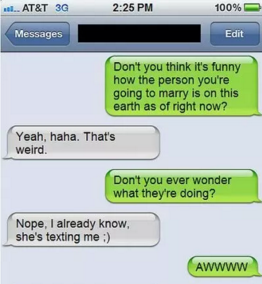 AT&T 3G 2:25 PM 100%
Messages Edit
Don't you think it's funny
how the person you're
going to marry is on this
earth as of right now?
Yeah, haha. That's
weird.
Don't you ever wonder
what they're doing?
Nope, I already know,
she's texting me ;)
AWWWW